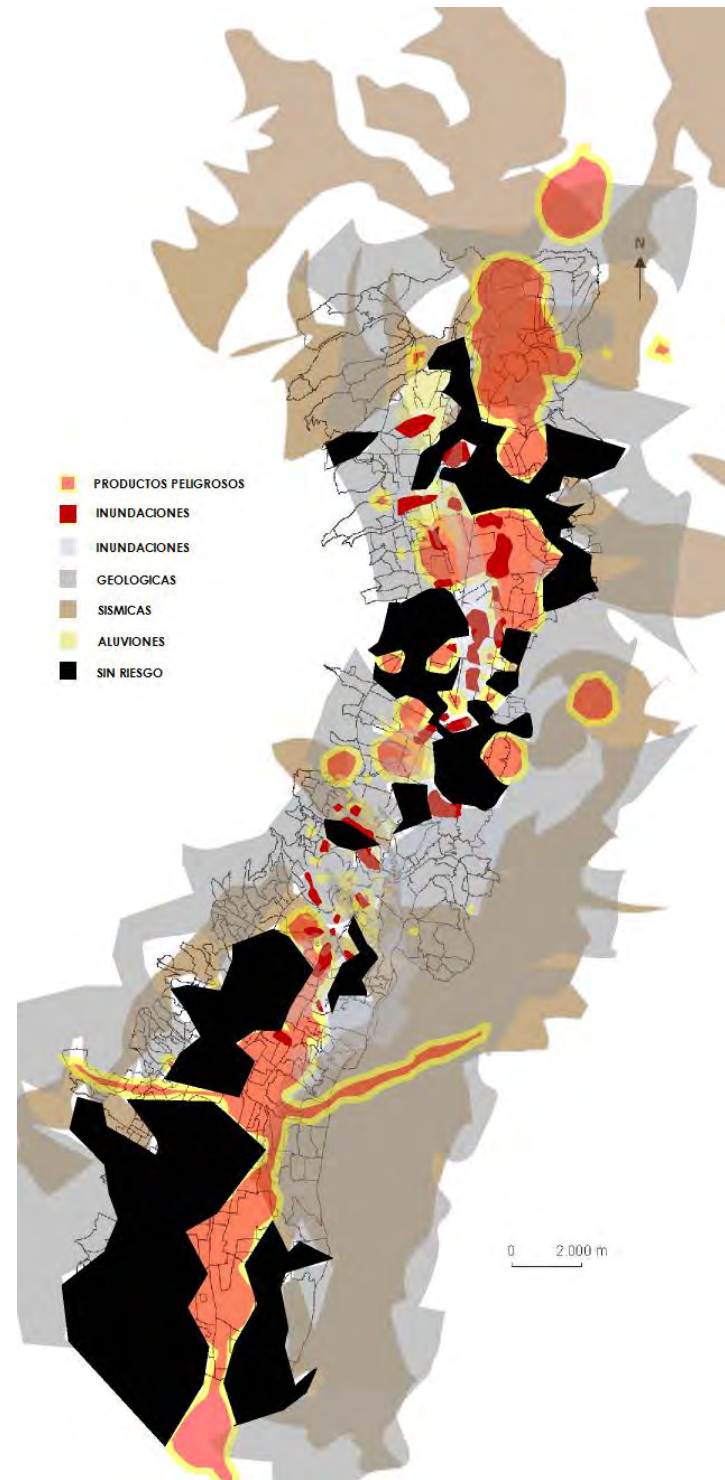 N
PRODUCTOS PELIGROSOS
INUNDACIONES
INUNDACIONES
GEOLOGICAS
SISMICAS
ALUVIONES
SIN RIESGO
0 2.000 m